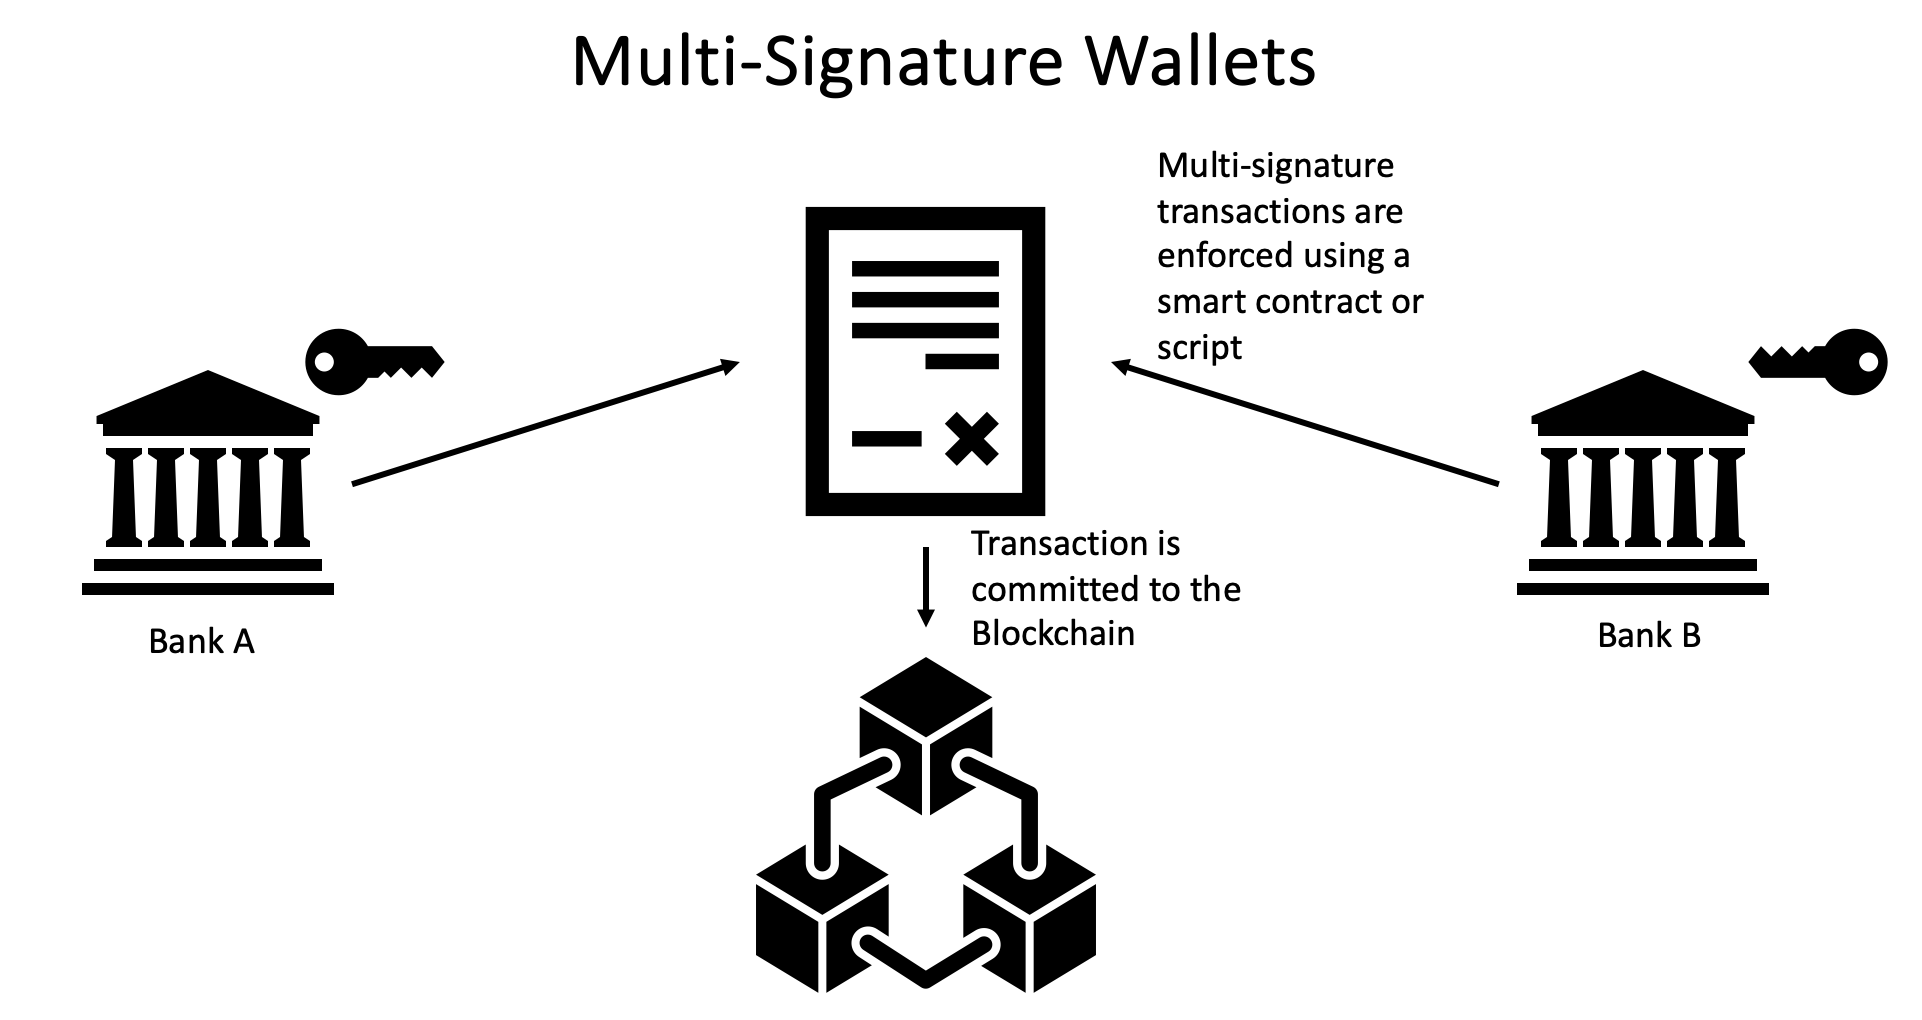 Multi-Signature Wallets
Multi-signature
transactions are
enforced using a
smart contract or
script
Transaction is
committed to the
Blockchain
Bank A
Bank B